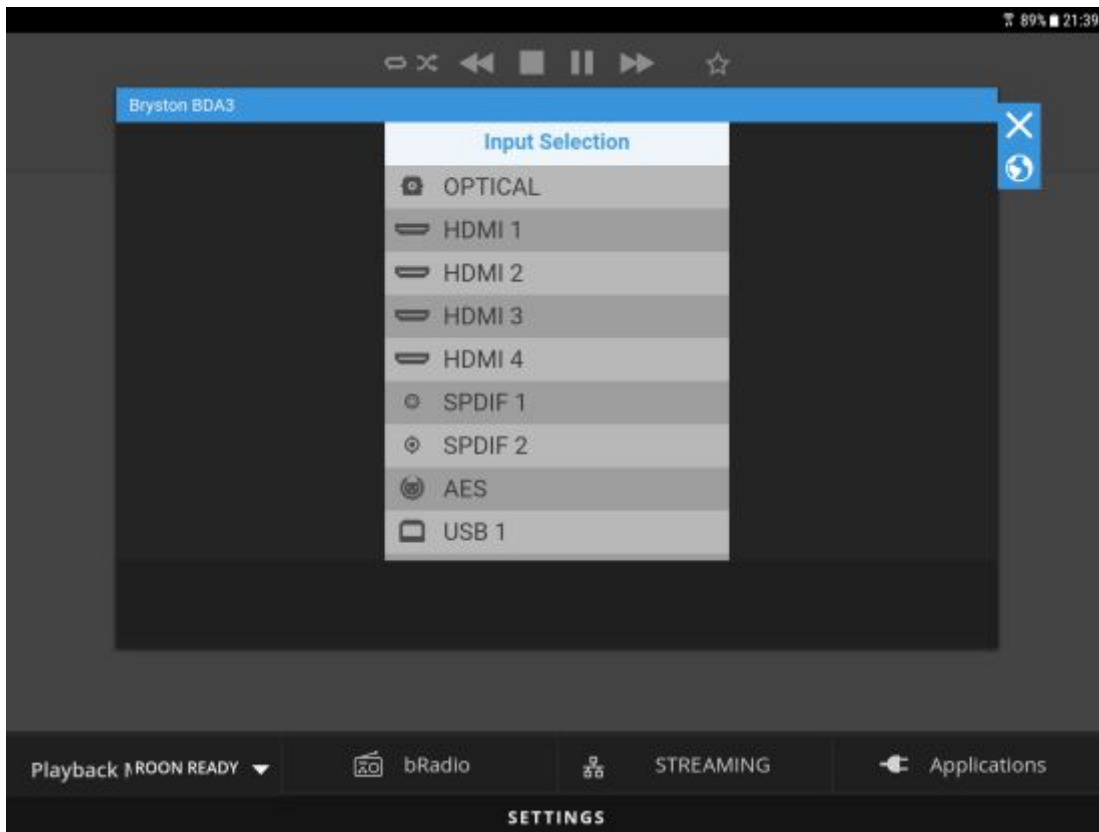 89% 21:39
Bryston BDA3
Input Selection
OPTICAL
HDMI 1
HDMI 2
HDMI 3
HDMI 4
SPDIF 1
SPDIF 2
AES
USB 1
Playback M ROON READY bRadio STREAMING Applications
SETTINGS